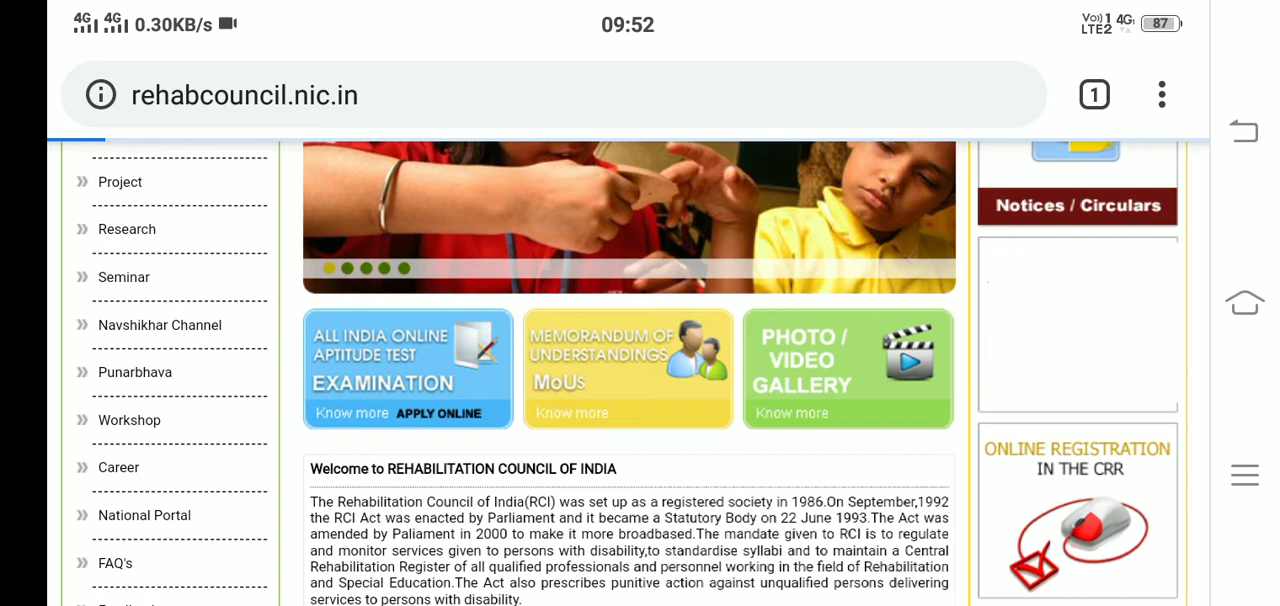 4G 4G 0.30KB/s
09:52
Vo)) 1 4G
LTE2
87
rehabcouncil.nic.in
1
Project
Research
Seminar
Navshikhar Channel
Punarbhava
Workshop
Career
National Portal
FAQ's
ALL INDIA ONLINE
APTITUDE TEST
EXAMINATION
Know more APPLY ONLINE
MEMORANDUM OF
UNDERSTANDINGS
MoUs
Know more
PHOTO /
VIDEO
GALLERY
Know more
Welcome to REHABILITATION COUNCIL OF INDIA
The Rehabilitation Council of India(RCI) was set up as a registered society in 1986.On September,1992
the RCI Act was enacted by Parliament and it became a Statutory Body on 22 June 1993.The Act was
amended by Paliament in 2000 to make it more broadbased.The mandate given to RCI is to regulate
and monitor services given to persons with disability,to standardise syllabi and to maintain a Central
Rehabilitation Register of all qualified professionals and personnel working in the field of Rehabilitation
and Special Education.The Act also prescribes punitive action against unqualified persons delivering
services to persons with disability.
Notices / Circulars
ONLINE REGISTRATION
IN THE CRR